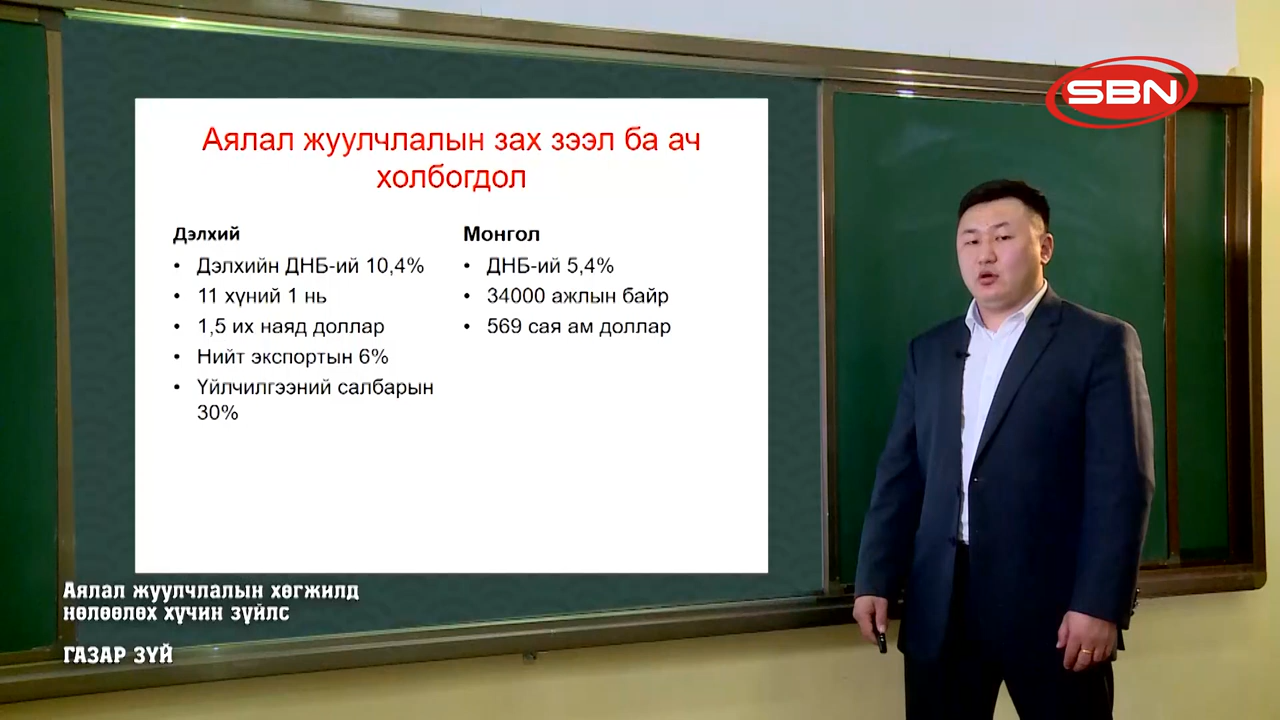 SBN
Аялал жуулчлалын зах зээл ба ач
холбогдол
Дэлхий
• Дэлхийн ДНБ-ий 10,4%
• 11 хүний 1 нь
• 1,5 их наяд доллар
• Нийт экспортын 6%
• Үйлчилгээний салбарын
30%
Монгол
• ДНБ-ий 5,4%
• 34000 ажлын байр
• 569 сая ам доллар
Аялал жуулчлалын хөгжилд
нөлөөлөх хүчин зүйлс
ГАЗАР ЗҮЙ